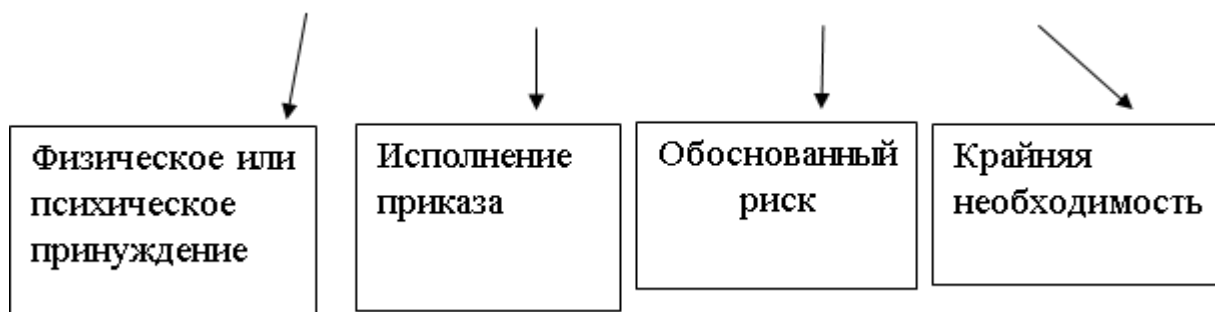 Физическое или
психическое
принуждение
Исполнение
приказа
Обоснованный
риск
Крайняя
необходимость